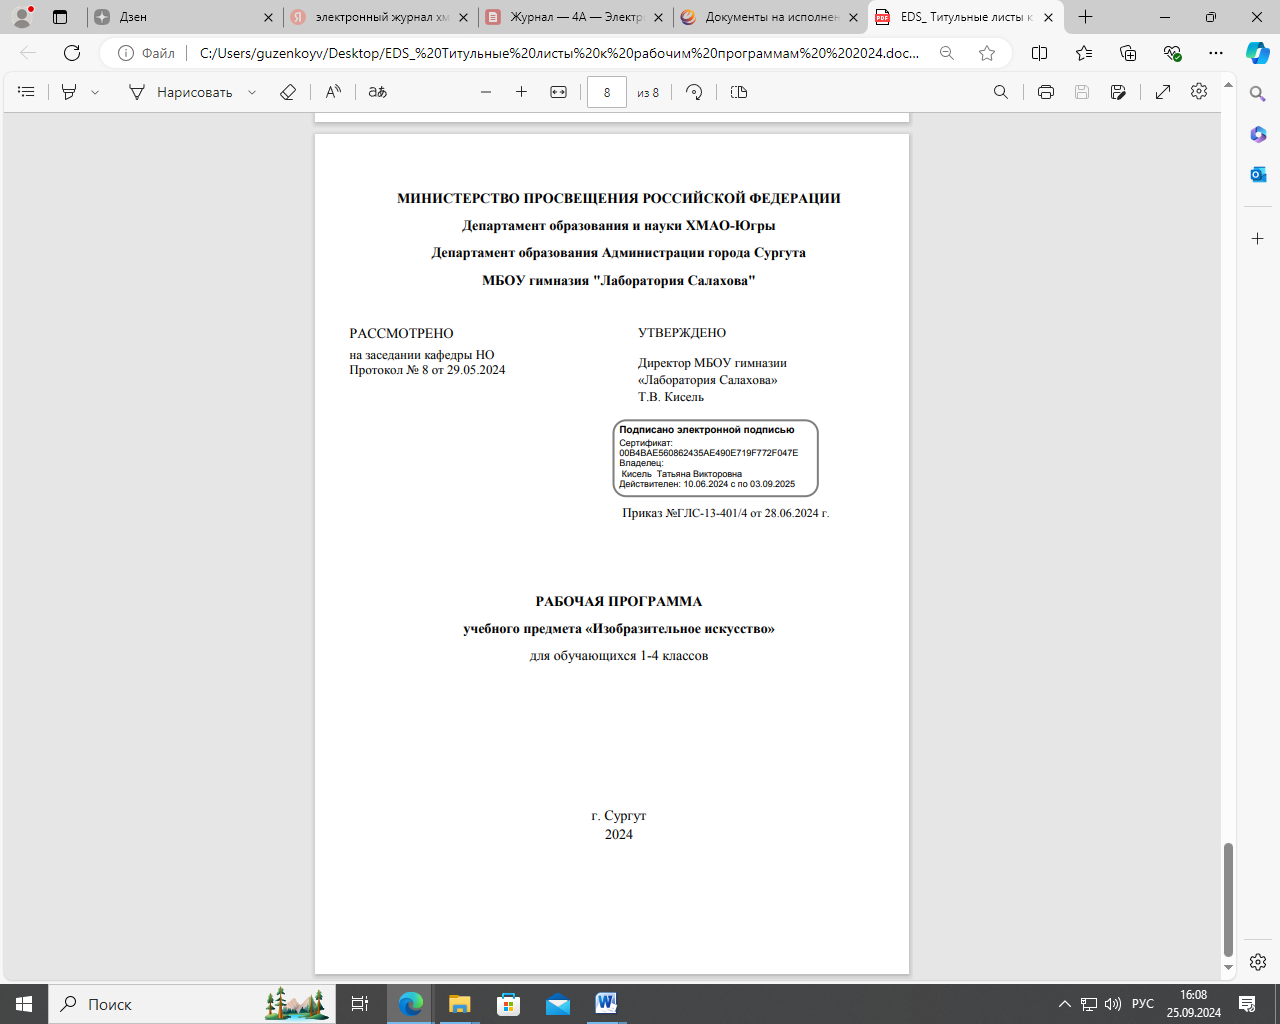 Дзен
электронный журнал хм
Журнал — 4А — Электр
Документы на исполнен
EDS_ Титульные листы к
Файл
C:/Users/guzenkoyv/Desktop/EDS_%20Титульные%20листы%20к%20рабочим%20программам%20%202024.doc...
Нарисовать
8
из 8
МИНИСТЕРСТВО ПРОСВЕЩЕНИЯ РОССИЙСКОЙ ФЕДЕРАЦИИ
Департамент образования и науки ХМАО-Югры
Департамент образования Администрации города Сургута
МБОУ гимназия "Лаборатория Салахова"
РАССМОТРЕНО
на заседании кафедры НО
Протокол № 8 от 29.05.2024
УТВЕРЖДЕНО
Директор МБОУ гимназии
«Лаборатория Салахова»
Т.В. Кисель
Подписано электронной подписью
Сертификат:
00B4BAE560862435AE490E719F772F047E
Владелец:
Кисель Татьяна Викторовна
Действителен: 10.06.2024 с по 03.09.2025
Приказ №ГЛС-13-401/4 от 28.06.2024 г.
РАБОЧАЯ ПРОГРАММА
учебного предмета «Изобразительное искусство»
для обучающихся 1-4 классов
г. Сургут
2024
Поиск
РУС
16:08
25.09.2024